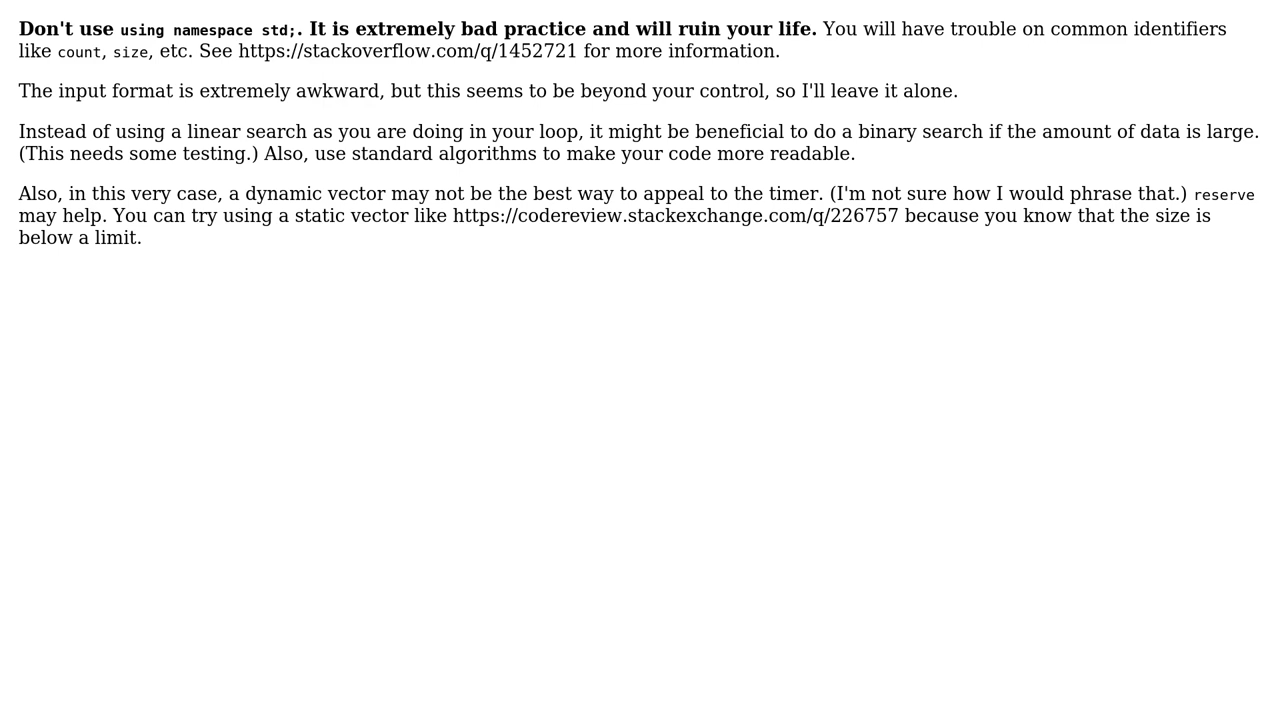 Don't use using namespace std;. It is extremely bad practice and will ruin your life. You will have trouble on common identifiers
like count, size, etc. See https://stackoverflow.com/q/1452721 for more information.
The input format is extremely awkward, but this seems to be beyond your control, so I'll leave it alone.
Instead of using a linear search as you are doing in your loop, it might be beneficial to do a binary search if the amount of data is large.
(This needs some testing.) Also, use standard algorithms to make your code more readable.
Also, in this very case, a dynamic vector may not be the best way to appeal to the timer. (I'm not sure how I would phrase that.) reserve
may help. You can try using a static vector like https://codereview.stackexchange.com/q/226757 because you know that the size is
below a limit.